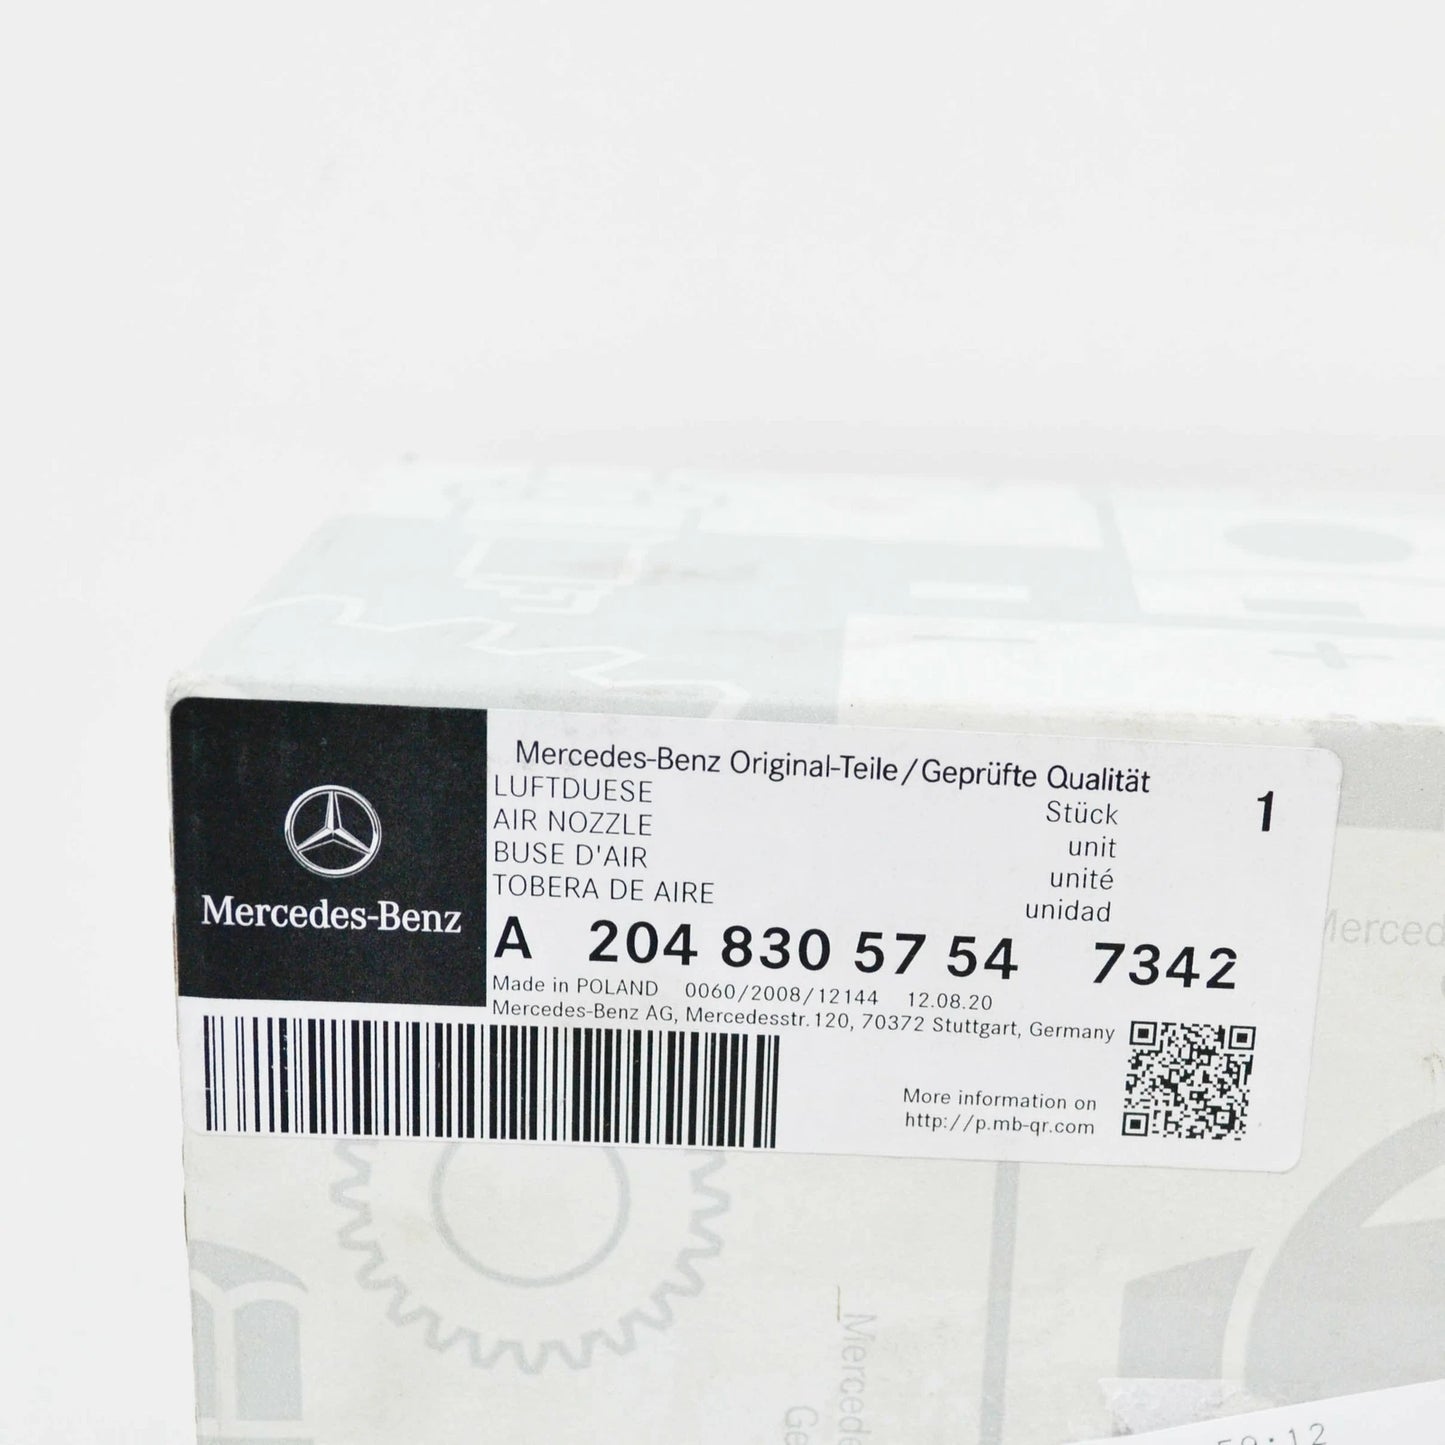 Mercedes-Benz
Mercedes-Benz Original-Teile/Geprüfte Qualität
LUFTDUESE Stück 1
AIR NOZZLE unit
BUSE D'AIR unité
TOBERA DE AIRE unidad
A 204 830 57 54 7342
Made in POLAND 0060/2008/12144 12.08.20
Mercedes-Benz AG, Mercedesstr. 120, 70372 Stuttgart, Germany
More information on
http://p.mb-qr.com